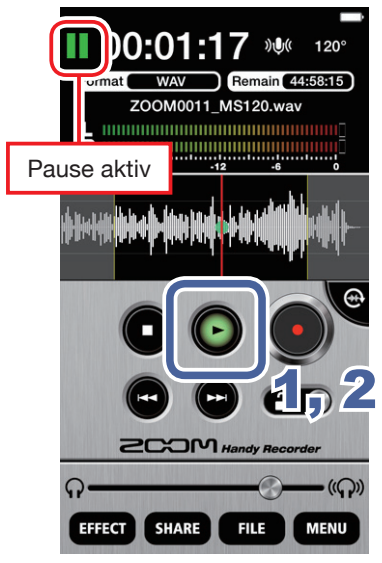 00:01:17 120°
Format WAV Remain 44:58:15
ZOOM0011_MS120.wav
L
-12 -6 0
Pause aktiv
1, 2
ZOOM Handy Recorder
EFFECT SHARE FILE MENU